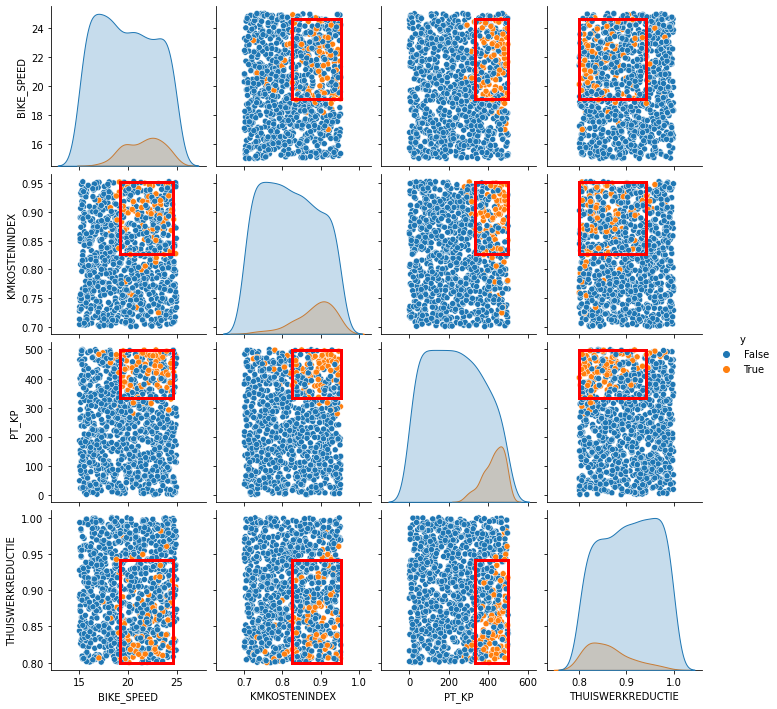 24
22
20
18
16
BIKE_SPEED
0.95
0.90
0.85
0.80
0.75
0.70
KMKOSTENINDEX
y
False
True
500
400
300
200
100
0
PT_KP
1.00
0.95
0.90
0.85
0.80
THUISWERKREDUCTIE
15 20 25
0.7 0.8 0.9 1.0
0 200 400 600
0.8 0.9 1.0
BIKE_SPEED
KMKOSTENINDEX
PT_KP
THUISWERKREDUCTIE